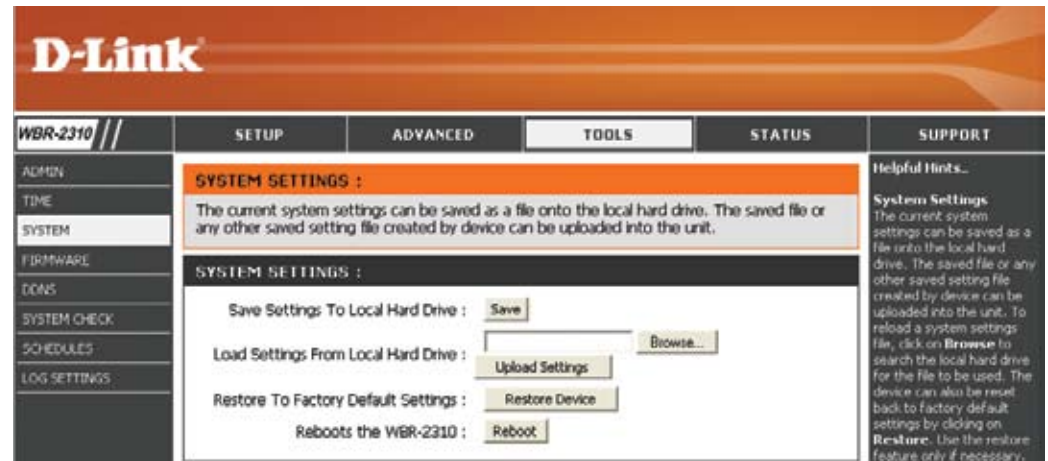 D-Link
WBR-2310
SETUP
ADVANCED
TOOLS
STATUS
SUPPORT
ADMIN
TIME
SYSTEM
FIRMWARE
DDNS
SYSTEM CHECK
SCHEDULES
LOG SETTINGS
SYSTEM SETTINGS :
The current system settings can be saved as a file onto the local hard drive. The saved file or
any other saved setting file created by device can be uploaded into the unit.
SYSTEM SETTINGS :
Save Settings To Local Hard Drive : Save
Load Settings From Local Hard Drive : Browse...
Upload Settings
Restore To Factory Default Settings : Restore Device
Reboots the WBR-2310 : Reboot
Helpful Hints...
System Settings
The current system
settings can be saved as a
file onto the local hard
drive. The saved file or any
other saved setting file
created by device can be
uploaded into the unit. To
reload a system settings
file, click on Browse to
search the local hard drive
for the file to be used. The
device can also be reset
back to factory default
settings by clicking on
Restore. Use the restore
feature only if necessary.